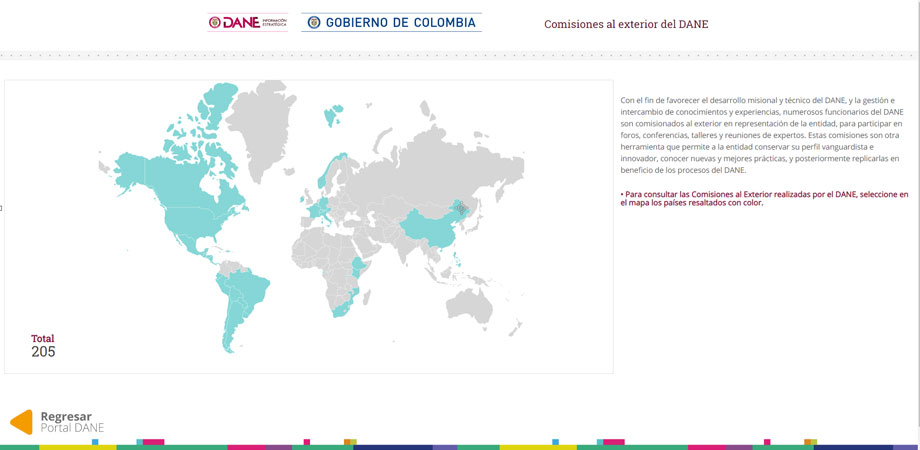 DANE INFORMACIÓN
ESTRATÉGICA
GOBIERNO DE COLOMBIA
Comisiones al exterior del DANE
Con el fin de favorecer el desarrollo misional y técnico del DANE, y la gestión e
intercambio de conocimientos y experiencias, numerosos funcionarios del DANE
son comisionados al exterior en representación de la entidad, para participar en
foros, conferencias, talleres y reuniones de expertos. Estas comisiones son otra
herramienta que permite a la entidad conservar su perfil vanguardista e
innovador, conocer nuevas y mejores prácticas, y posteriormente replicarlas en
beneficio de los procesos del DANE.
• Para consultar las Comisiones al Exterior realizadas por el DANE, seleccione en
el mapa los países resaltados con color.
Total
205
Regresar
Portal DANE